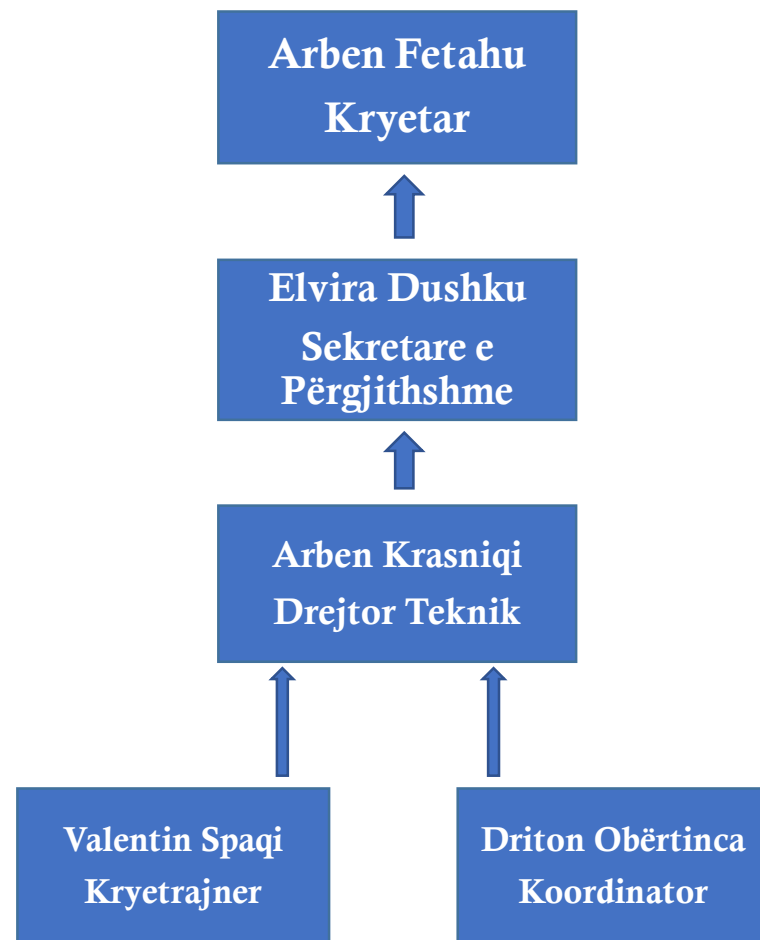 Arben Fetahu
Kryetar
Elvira Dushku
Sekretare e
Përgjithshme
Arben Krasniqi
Drejtor Teknik
Valentin Spaqi
Kryetrajner
Driton Obërtinca
Koordinator